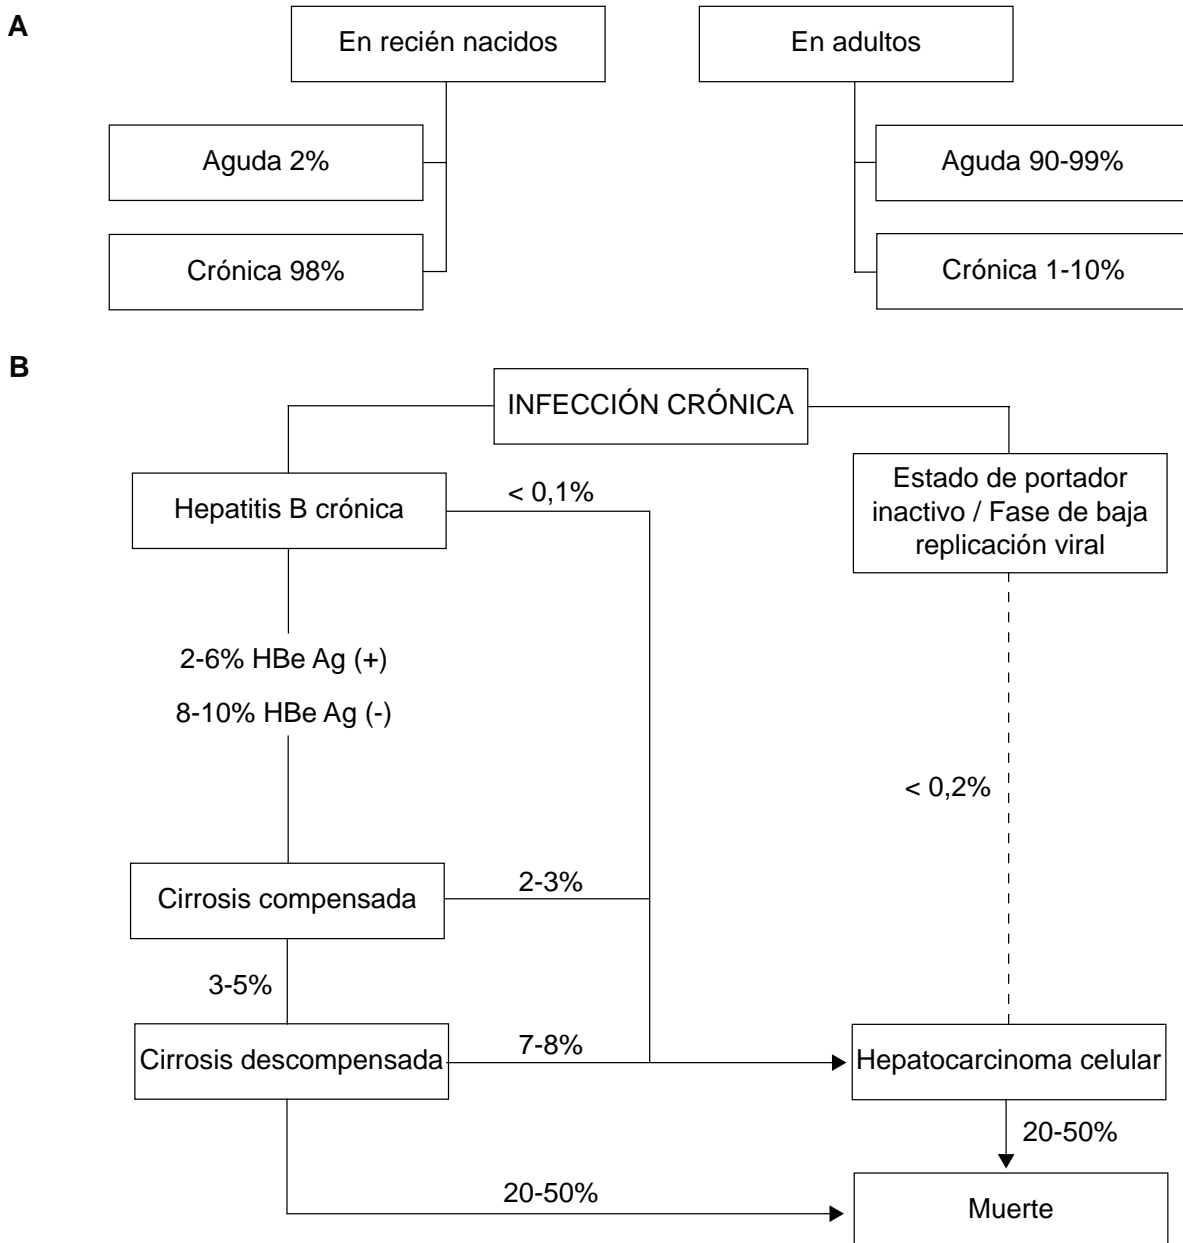 A
En recién nacidos
En adultos
Aguda 2%
Aguda 90-99%
Crónica 98%
Crónica 1-10%
B
INFECCIÓN CRÓNICA
Hepatitis B crónica
< 0,1%
Estado de portador
inactivo / Fase de baja
replicación viral
2-6% HBe Ag (+)
8-10% HBe Ag (-)
< 0,2%
Cirrosis compensada
2-3%
3-5%
Cirrosis descompensada
7-8%
Hepatocarcinoma celular
20-50%
20-50%
Muerte